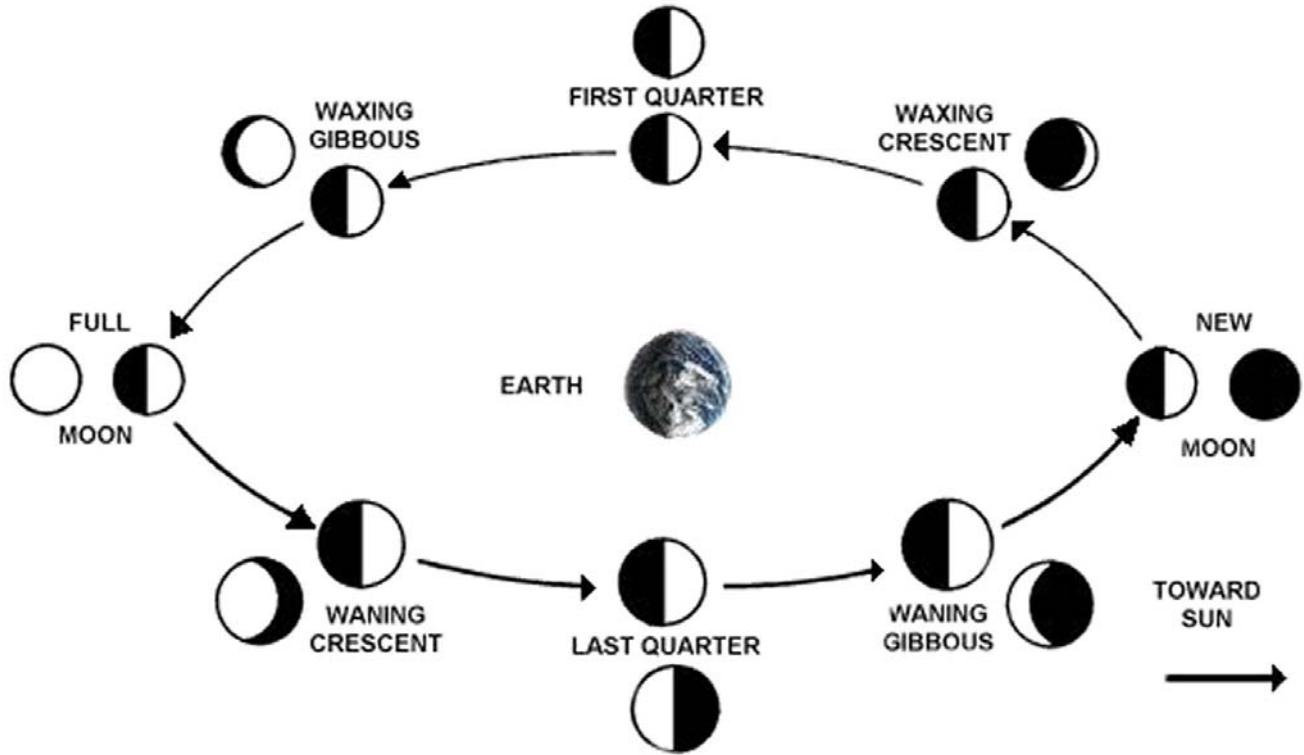 FIRST QUARTER
WAXING
GIBBOUS
WAXING
CRESCENT
FULL
MOON
EARTH
NEW
MOON
WANING
CRESCENT
LAST QUARTER
WANING
GIBBOUS
TOWARD
SUN